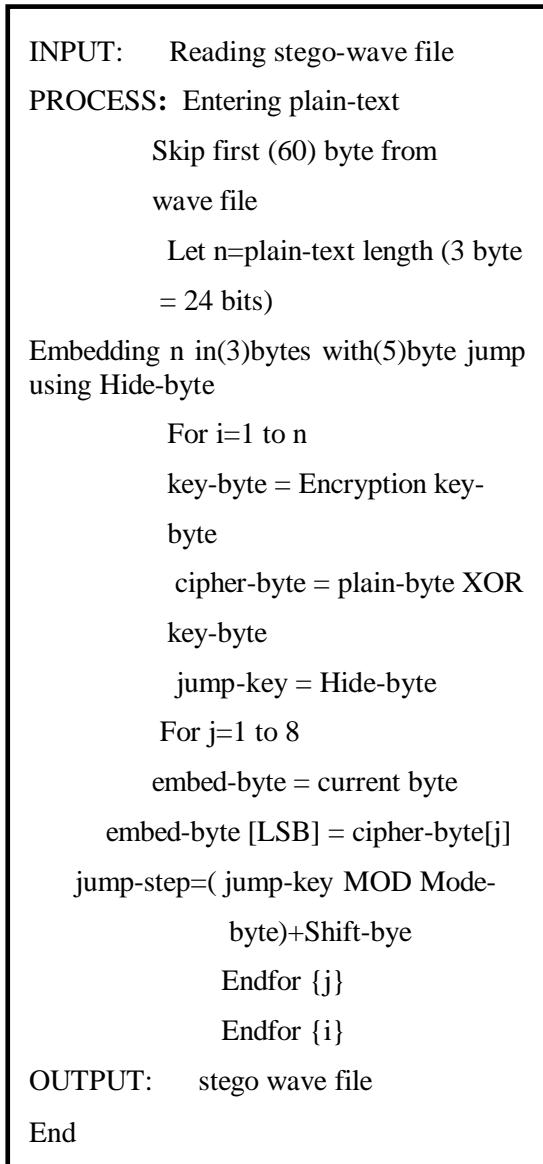 INPUT: Reading stego-wave file
PROCESS: Entering plain-text
Skip first (60) byte from
wave file
Let n=plain-text length (3 byte
= 24 bits)
Embedding n in(3)bytes with(5)byte jump
using Hide-byte
For i=1 to n
key-byte = Encryption key-
byte
cipher-byte = plain-byte XOR
key-byte
jump-key = Hide-byte
For j=1 to 8
embed-byte = current byte
embed-byte [LSB] = cipher-byte[j]
jump-step=( jump-key MOD Mode-
byte)+Shift-bye
Endfor {j}
Endfor {i}
OUTPUT: stego wave file
End